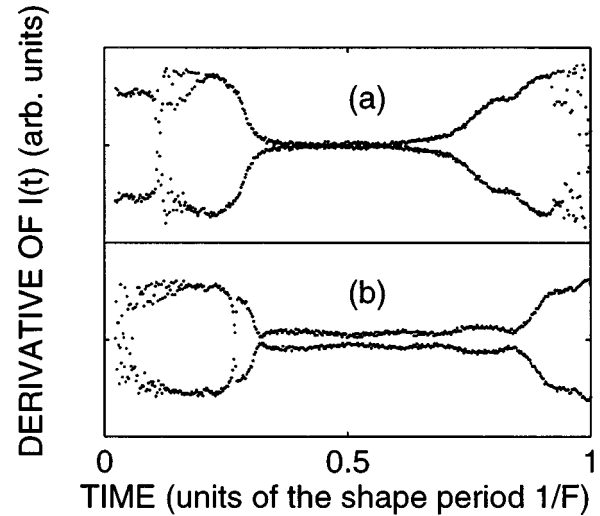 DERIVATIVE OF I(t) (arb. units)
(a)
(b)
0 0.5 1
TIME (units of the shape period 1/F)